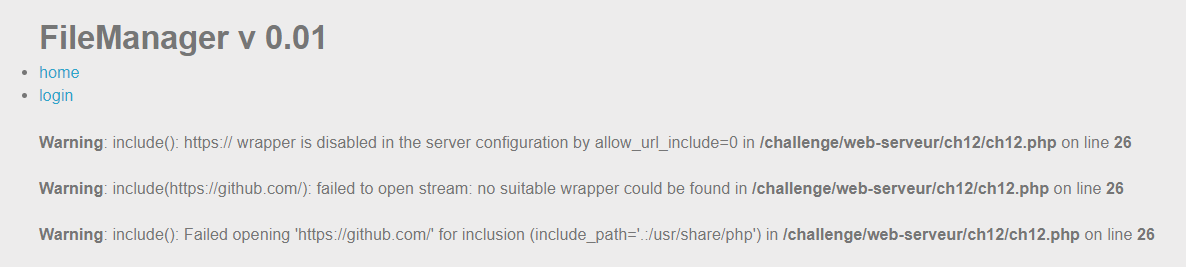 FileManager v 0.01
home
login
Warning: include(): https:// wrapper is disabled in the server configuration by allow_url_include=0 in /challenge/web-serveur/ch12/ch12.php on line 26
Warning: include(https://github.com/): failed to open stream: no suitable wrapper could be found in /challenge/web-serveur/ch12/ch12.php on line 26
Warning: include(): Failed opening 'https://github.com/' for inclusion (include_path='.:/usr/share/php') in /challenge/web-serveur/ch12/ch12.php on line 26